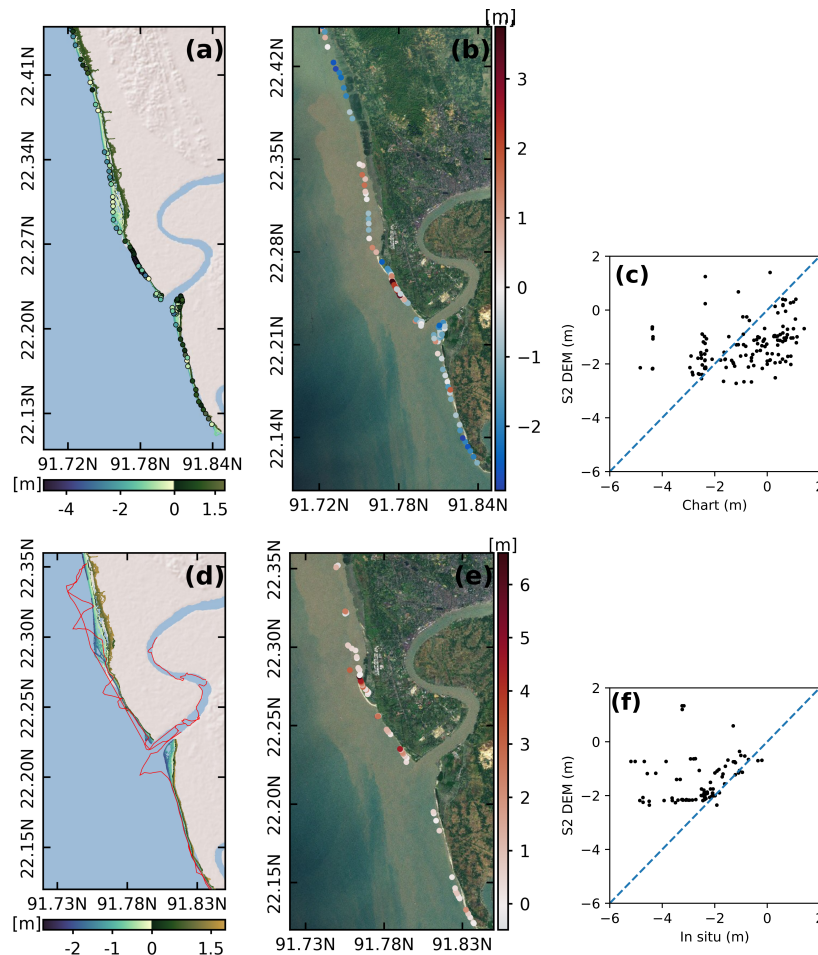 (a)
22.41N
22.34N
22.27N
22.20N
22.13N
91.72N 91.78N 91.84N
[m]
-4 -2 0 1.5
[m]
(b)
22.42N
22.35N
22.28N
22.21N
22.14N
91.72N 91.78N 91.84N
3
2
1
0
−1
−2
(c)
2
0
−2
−4
−6
S2 DEM (m)
−6 −4 −2 0 2
Chart (m)
(d)
22.35N
22.30N
22.25N
22.20N
22.15N
91.73N 91.78N 91.83N
[m]
-2 -1 0 1.5
[m]
(e)
22.35N
22.30N
22.25N
22.20N
22.15N
91.73N 91.78N 91.83N
6
5
4
3
2
1
0
(f)
2
0
−2
−4
−6
S2 DEM (m)
−6 −4 −2 0 2
In situ (m)